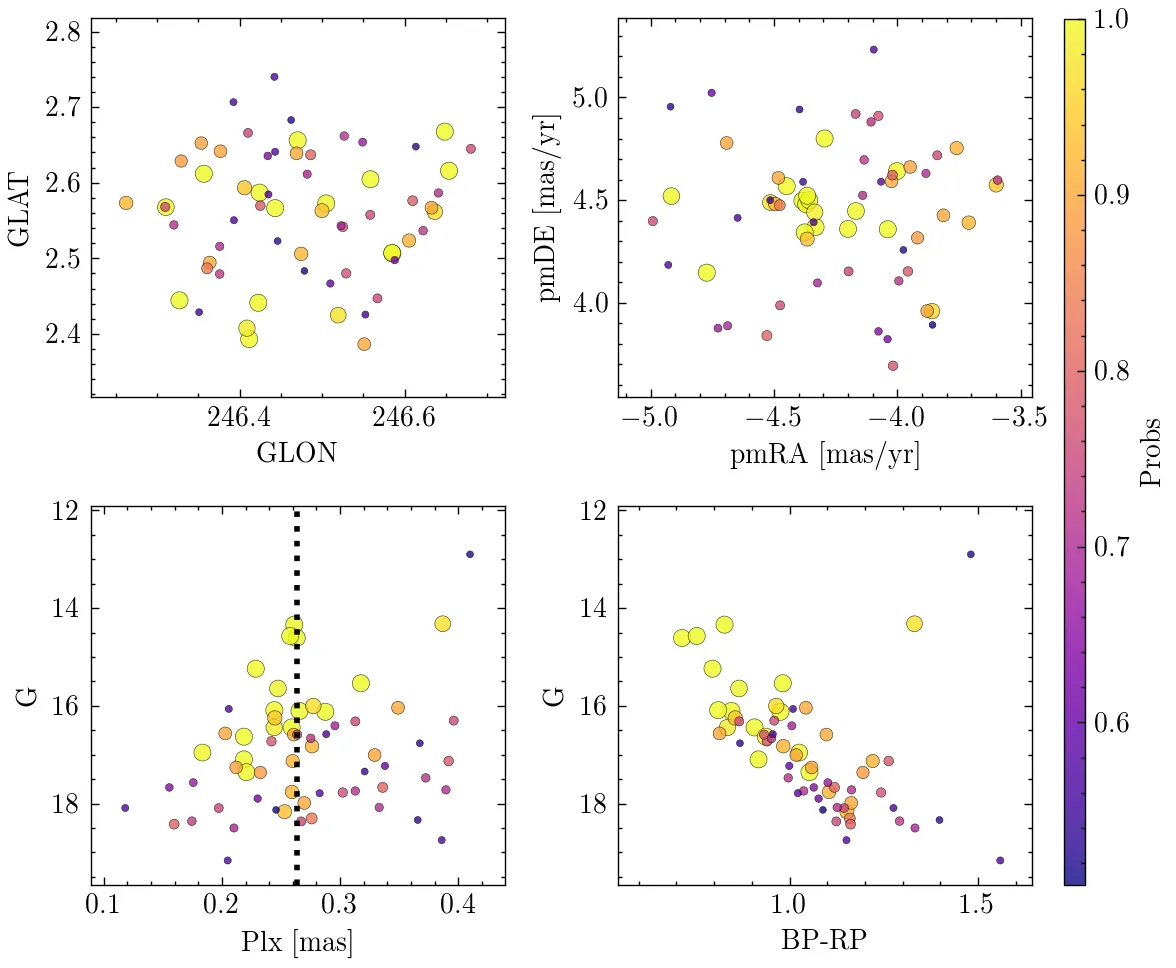 2.8
2.7
2.6
2.5
2.4
GLAT
246.4 246.6
GLON
5.0
4.5
4.0
pmDE [mas/yr]
−5.0 −4.5 −4.0 −3.5
pmRA [mas/yr]
12
14
16
18
G
0.1 0.2 0.3 0.4
Plx [mas]
12
14
16
18
G
1.0 1.5
BP-RP
1.0
0.9
0.8
0.7
0.6
Probs